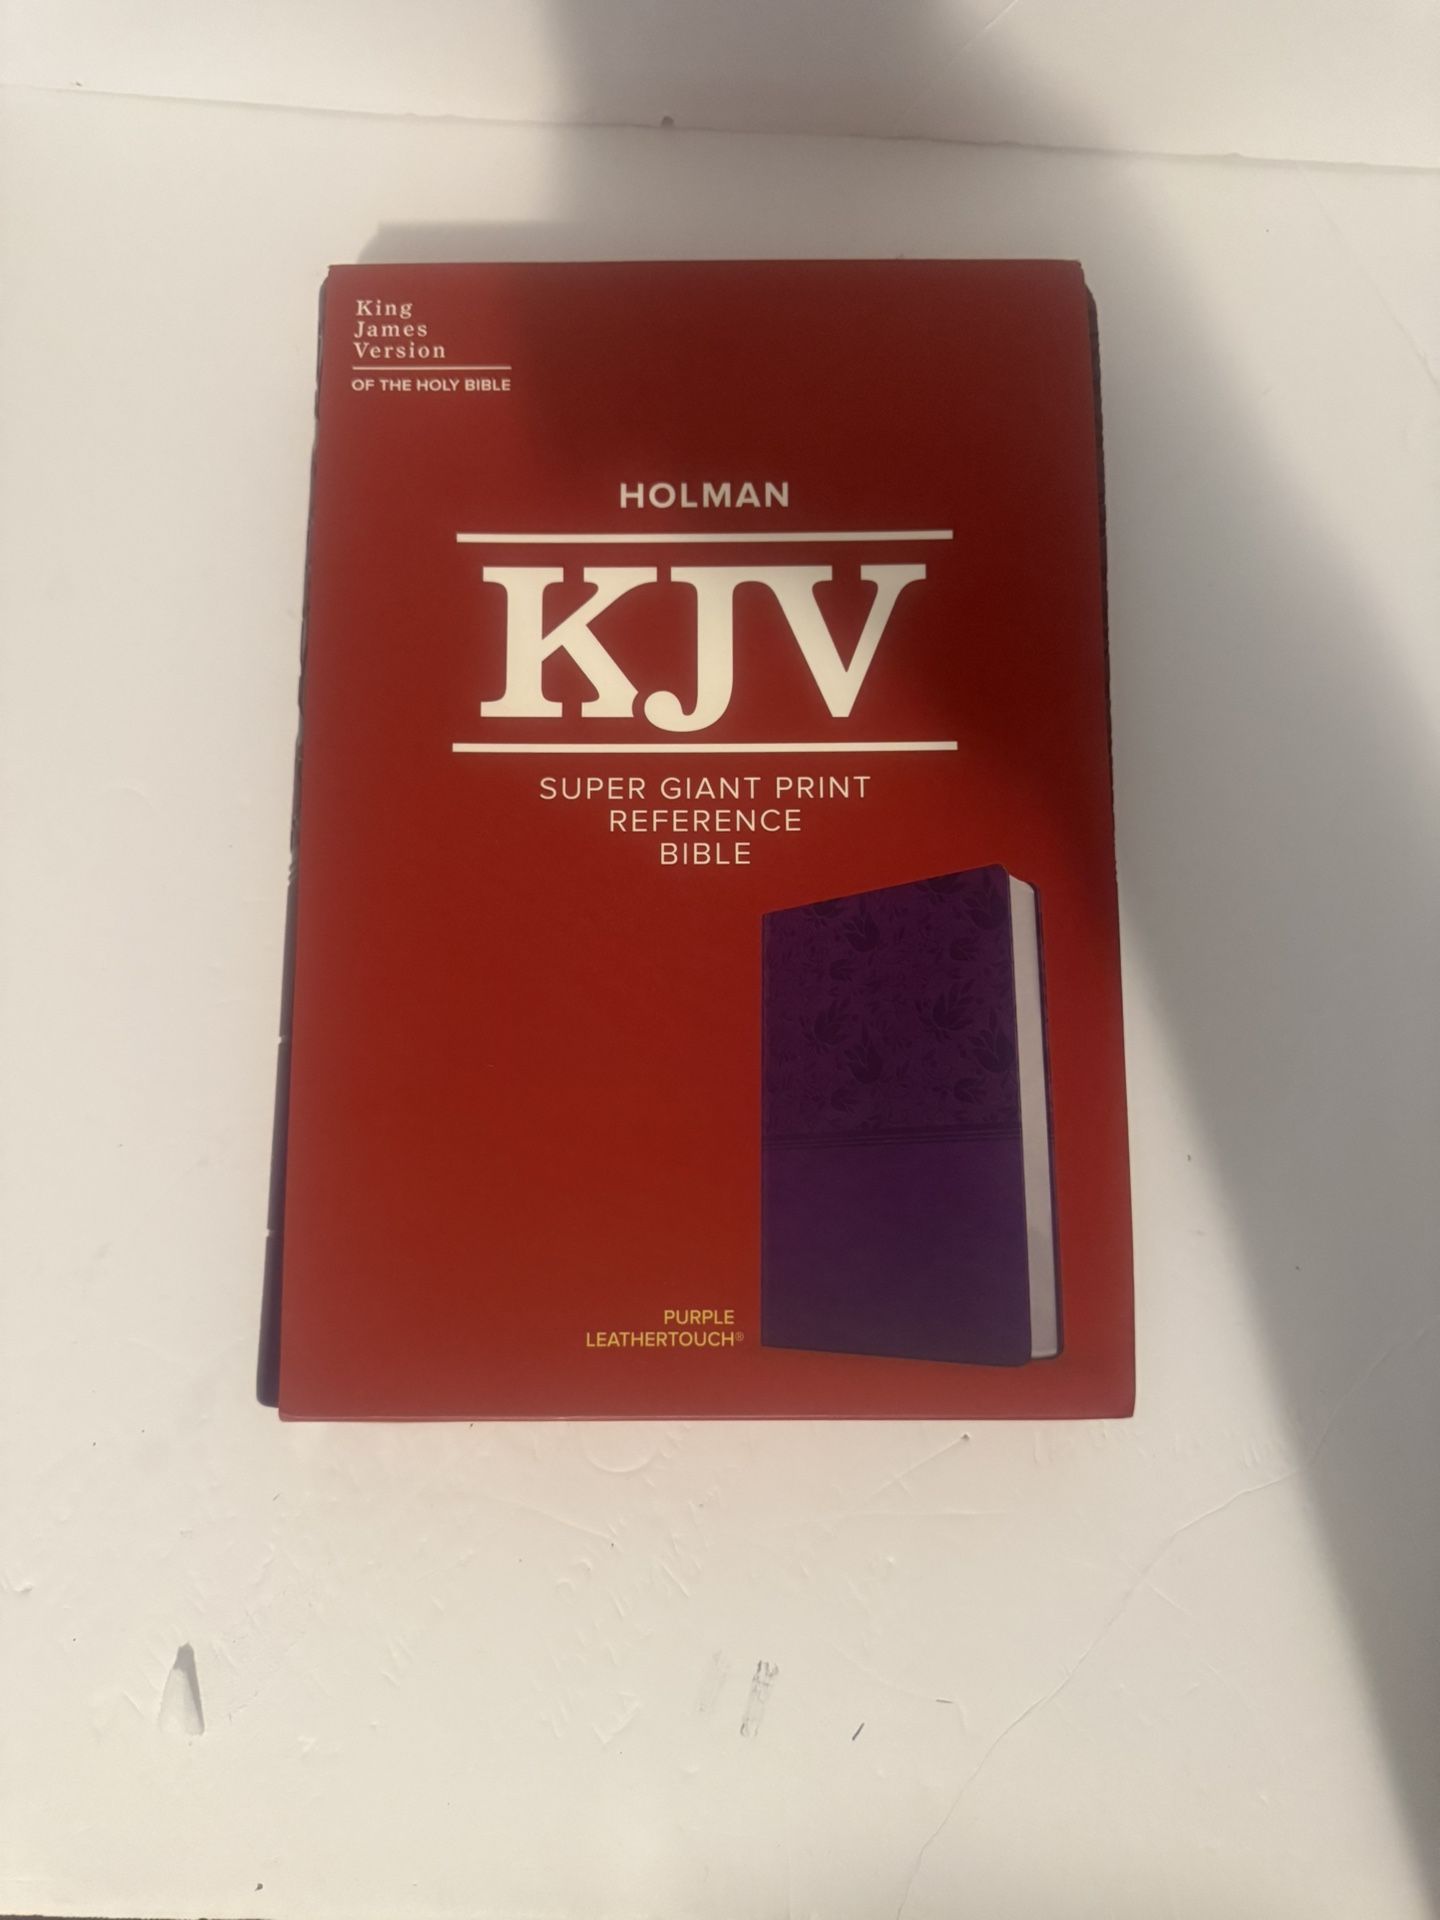 King
James
Version
OF THE HOLY BIBLE
HOLMAN
KJV
SUPER GIANT PRINT
REFERENCE
BIBLE
PURPLE
LEATHERTOUCH®